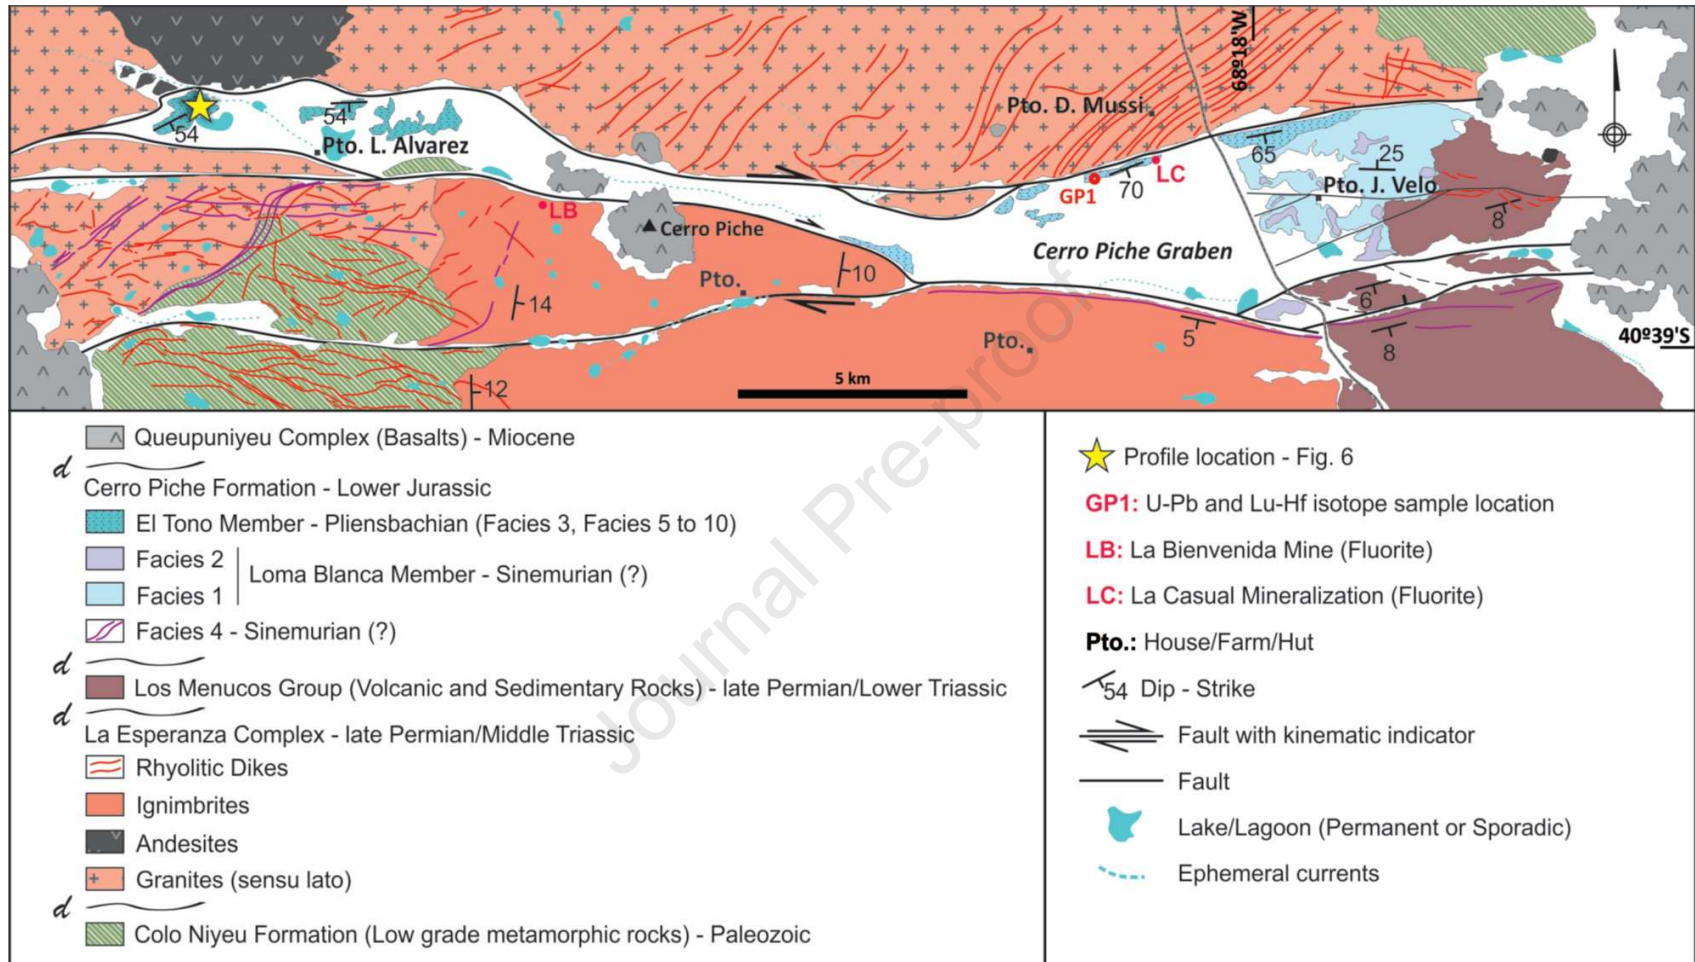 68º18'W
Pto. D. Mussi
54
54
Pto. L. Alvarez
65
25
LC
GP1
70
Pto. J. Velo
LB
8
Cerro Piche
Cerro Piche Graben
10
Pto.
14
6
5
8
Pto.
40º39'S
12
5 km
Queupuniyeu Complex (Basalts) - Miocene
d
Cerro Piche Formation - Lower Jurassic
El Tono Member - Pliensbachian (Facies 3, Facies 5 to 10)
Facies 2
Loma Blanca Member - Sinemurian (?)
Facies 1
Facies 4 - Sinemurian (?)
d
Los Menucos Group (Volcanic and Sedimentary Rocks) - late Permian/Lower Triassic
d
La Esperanza Complex - late Permian/Middle Triassic
Rhyolitic Dikes
Ignimbrites
Andesites
Granites (sensu lato)
d
Colo Niyeu Formation (Low grade metamorphic rocks) - Paleozoic
Profile location - Fig. 6
GP1: U-Pb and Lu-Hf isotope sample location
LB: La Bienvenida Mine (Fluorite)
LC: La Casual Mineralization (Fluorite)
Pto.: House/Farm/Hut
54 Dip - Strike
Fault with kinematic indicator
Fault
Lake/Lagoon (Permanent or Sporadic)
Ephemeral currents
Journal Pre-proof